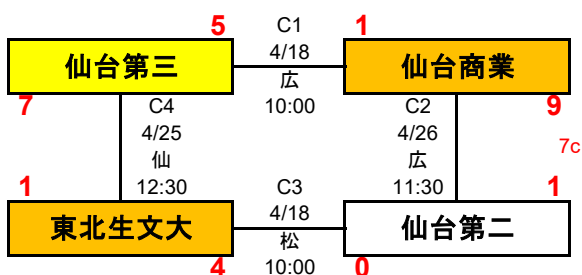 5 C1 1
仙台第三 4/18 仙台商業
広
7 10:00 9
C4 C2
4/25 4/26
仙 広 7c
1 12:30 11:30 1
C3
東北生文大 4/18 仙台第二
松
4 10:00 0